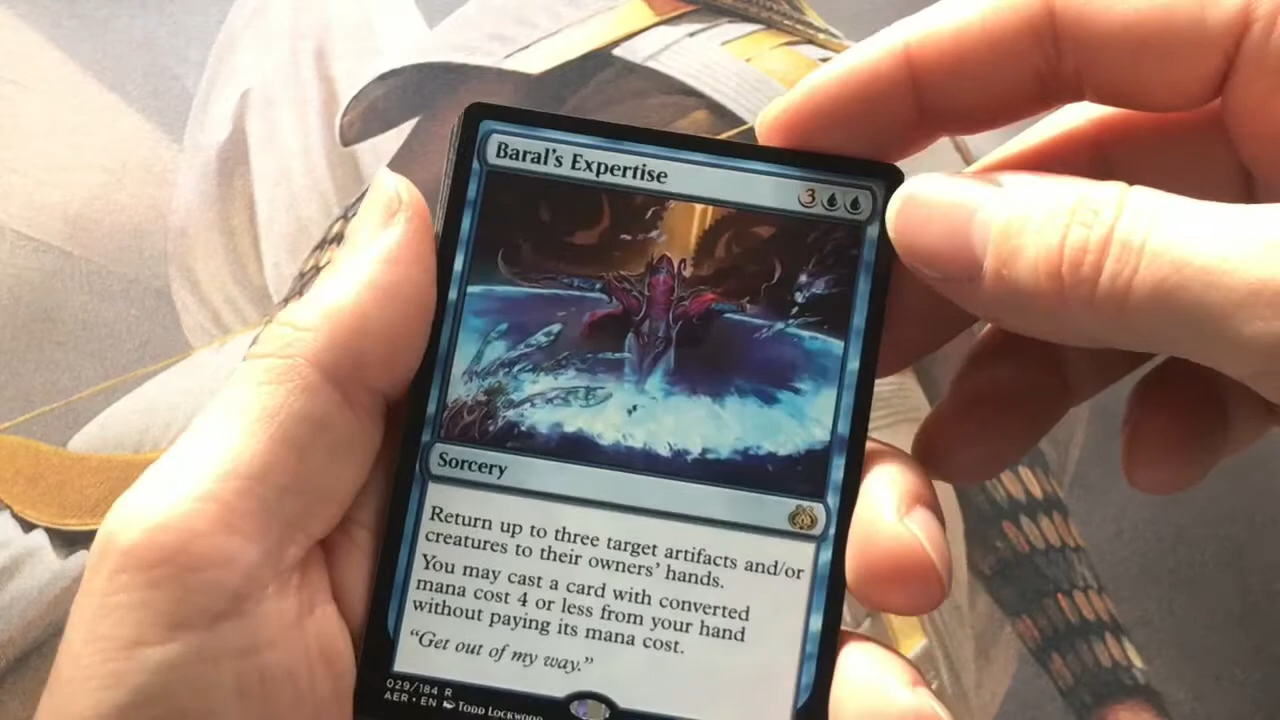 Baral's Expertise
3
Sorcery
Return up to three target artifacts and/or
creatures to their owners' hands.
You may cast a card with converted
mana cost 4 or less from your hand
without paying its mana cost.
“Get out of my way.”
029/184 R
AER • EN Todd Lockwood